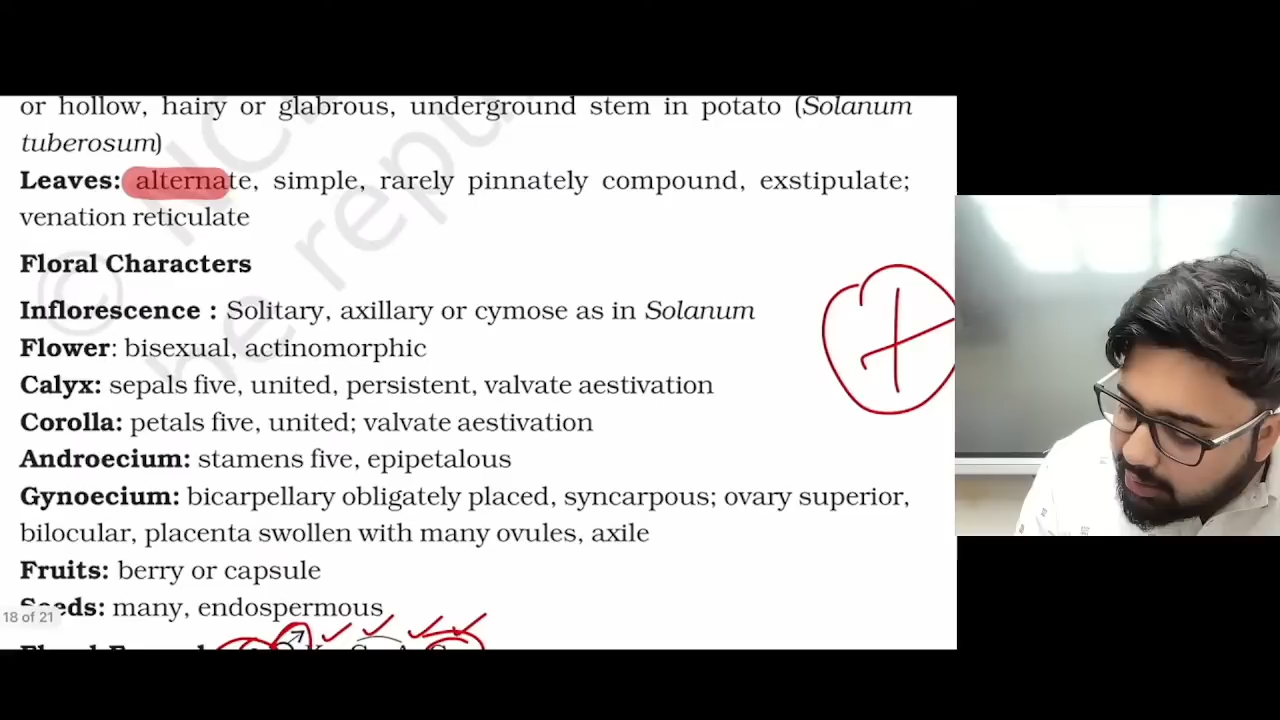 or hollow, hairy or glabrous, underground stem in potato (Solanum
tuberosum)
Leaves: alternate, simple, rarely pinnately compound, exstipulate;
venation reticulate
Floral Characters
Inflorescence : Solitary, axillary or cymose as in Solanum
Flower: bisexual, actinomorphic
Calyx: sepals five, united, persistent, valvate aestivation
Corolla: petals five, united; valvate aestivation
Androecium: stamens five, epipetalous
Gynoecium: bicarpellary obligately placed, syncarpous; ovary superior,
bilocular, placenta swollen with many ovules, axile
Fruits: berry or capsule
Seeds: many, endospermous
18 of 21